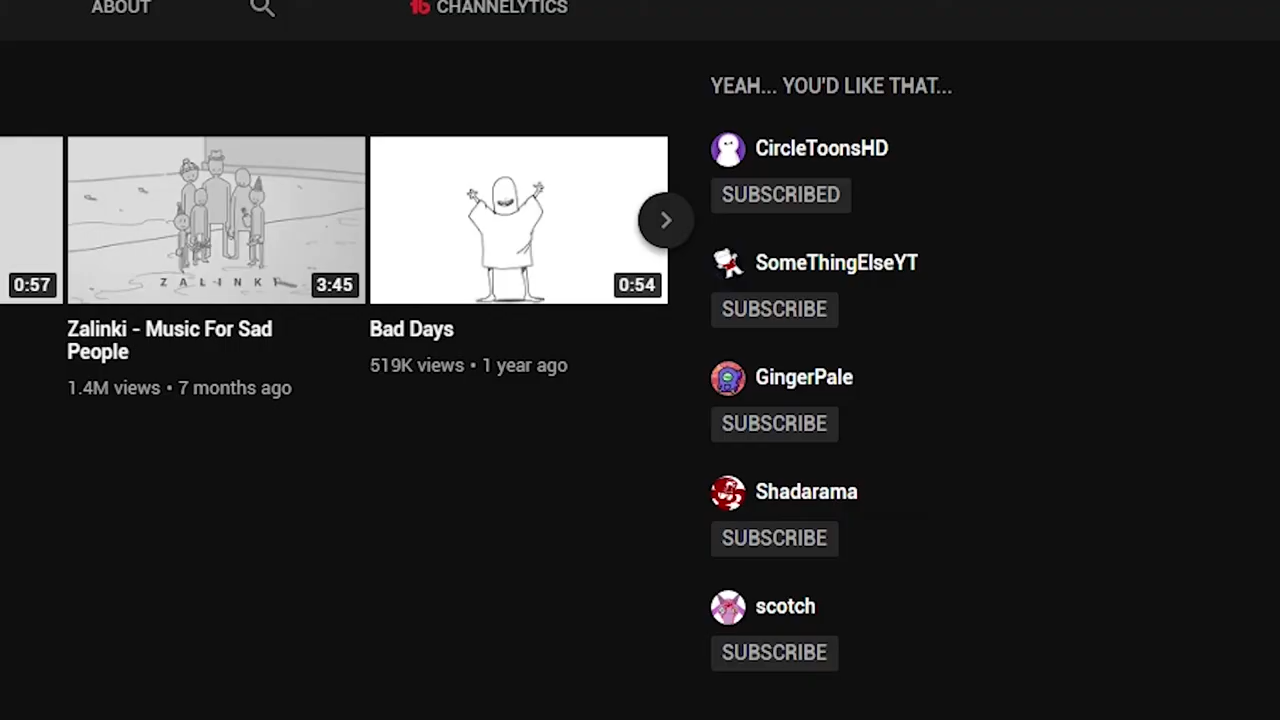 ABOUT
CHANNELYTICS
YEAH... YOU'D LIKE THAT...
0:57
ZALINKI
3:45
0:54
Zalinki - Music For Sad
People
1.4M views • 7 months ago
Bad Days
519K views • 1 year ago
CircleToonsHD
SUBSCRIBED
SomeThingElseYT
SUBSCRIBE
GingerPale
SUBSCRIBE
Shadarama
SUBSCRIBE
scotch
SUBSCRIBE